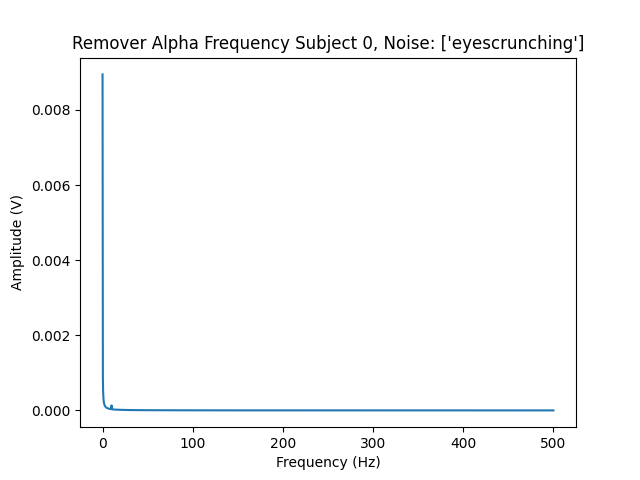 Remover Alpha Frequency Subject 0, Noise: ['eyescrunching']
0.008
0.006
0.004
0.002
0.000
Amplitude (V)
0 100 200 300 400 500
Frequency (Hz)